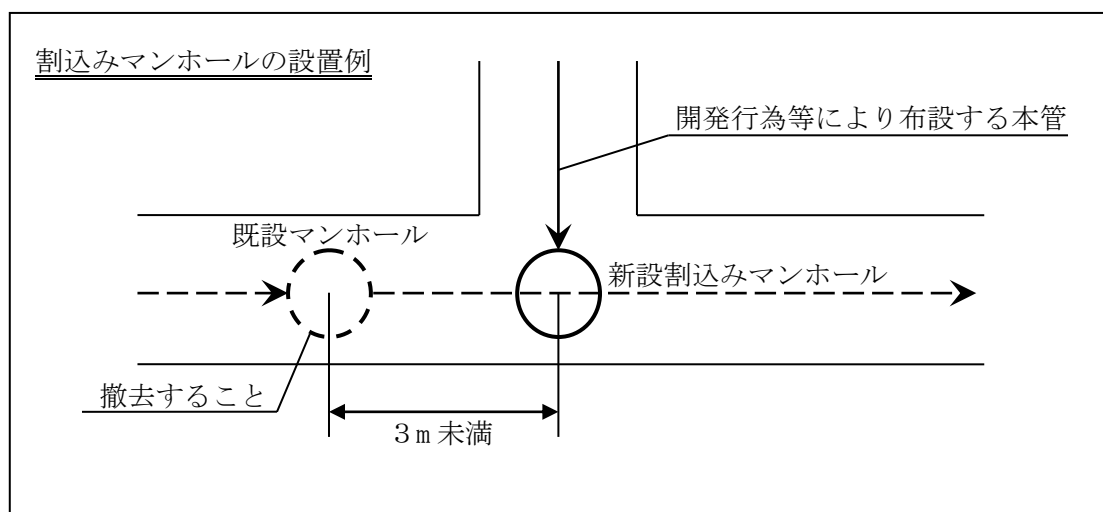 割込みマンホールの設置例
開発行為等により布設する本管
既設マンホール
新設割込みマンホール
撤去すること
３m 未満